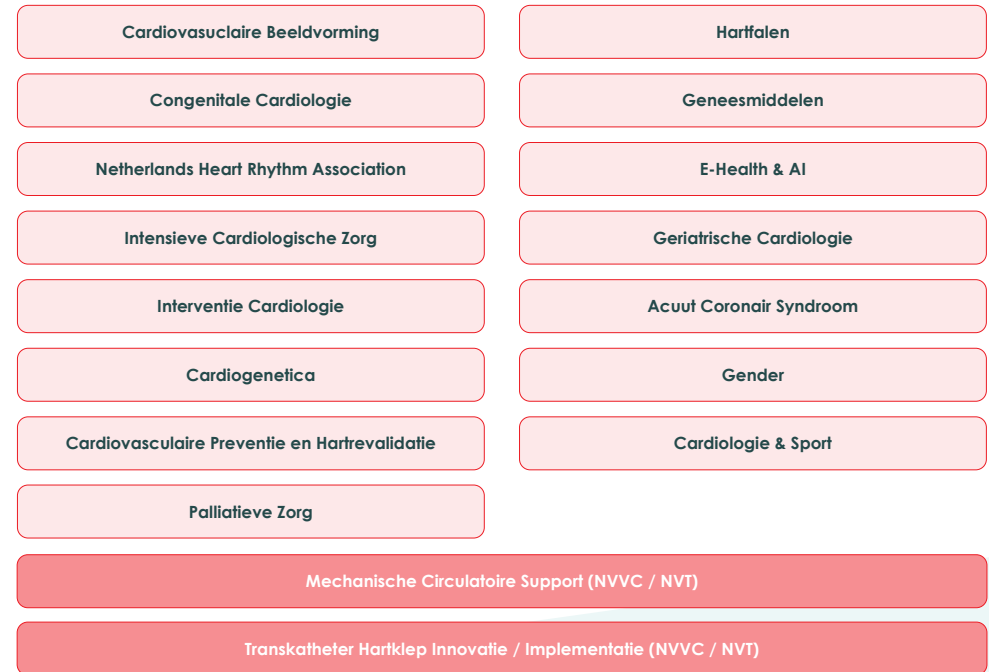 Cardiovasuclaire Beeldvorming
Hartfalen
Congenitale Cardiologie
Geneesmiddelen
Netherlands Heart Rhythm Association
E-Health & AI
Intensieve Cardiologische Zorg
Geriatrische Cardiologie
Interventie Cardiologie
Acuut Coronair Syndroom
Cardiogenetica
Gender
Cardiovasculaire Preventie en Hartrevalidatie
Cardiologie & Sport
Palliatieve Zorg
Mechanische Circulatoire Support (NVVC / NVT)
Transkatheter Hartklep Innovatie / Implementatie (NVVC / NVT)